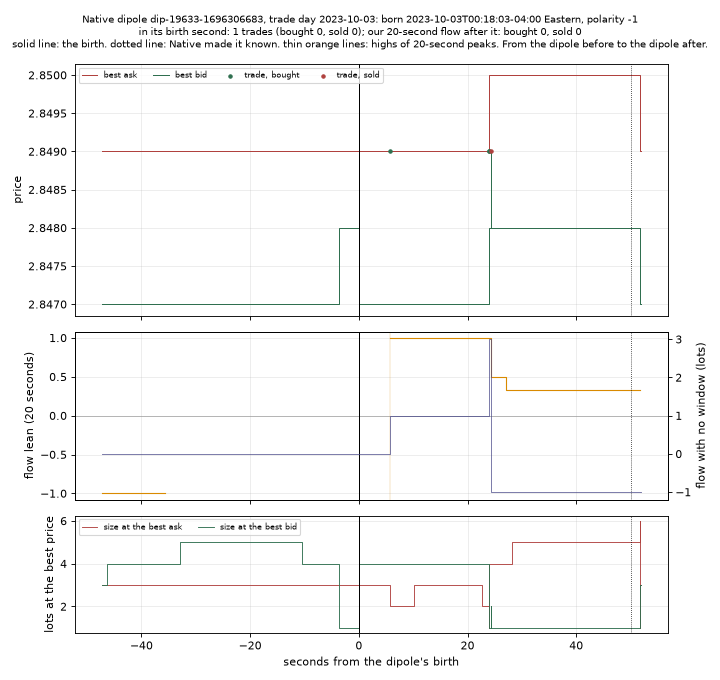 Native dipole dip-19633-1696306683, trade day 2023-10-03: born 2023-10-03T00:18:03-04:00 Eastern, polarity -1
in its birth second: 1 trades (bought 0, sold 0); our 20-second flow after it: bought 0, sold 0
solid line: the birth. dotted line: Native made it known. thin orange lines: highs of 20-second peaks. From the dipole before to the dipole after.
best ask
best bid
trade, bought
trade, sold
2.8500
2.8495
2.8490
2.8485
2.8480
2.8475
2.8470
price
1.0
0.5
0.0
−0.5
−1.0
flow lean (20 seconds)
3
2
1
0
−1
flow with no window (lots)
size at the best ask
size at the best bid
6
4
2
lots at the best price
−40
−20
0
20
40
seconds from the dipole's birth